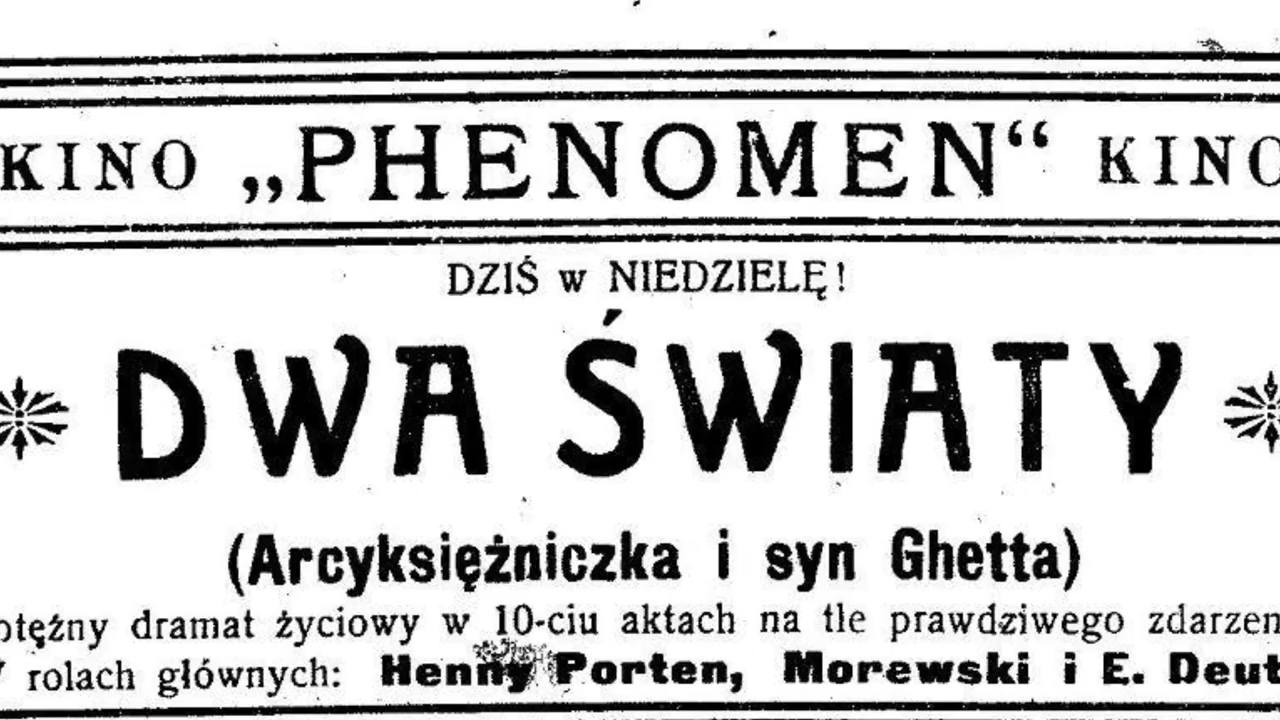 KINO „PHENOMEN“ KINO
DZIŚ w NIEDZIELĘ!
DWA ŚWIATY
(Arcyksiężniczka i syn Ghetta)
otężny dramat życiowy w 10-ciu aktach na tle prawdziwego zdarzen
rolach głównych: Henny Porten, Morewski i E. Deut